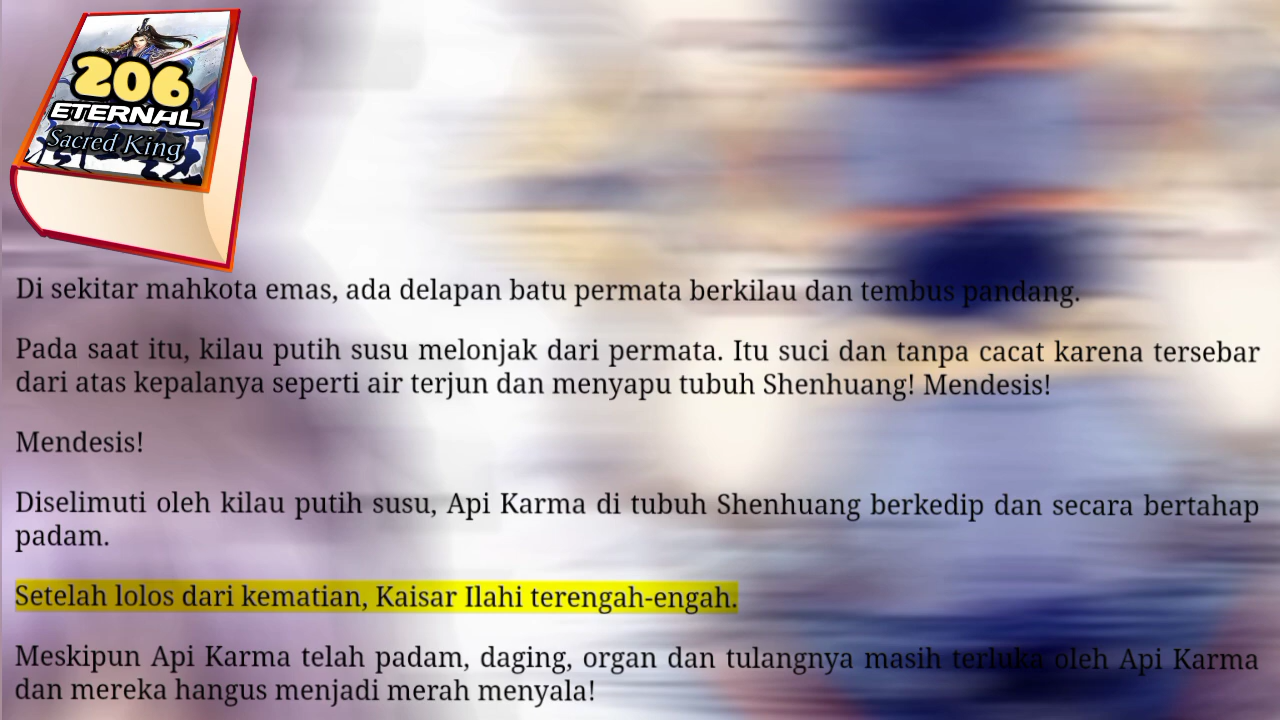 206
ETERNAL
Sacred King
Di sekitar mahkota emas, ada delapan batu permata berkilau dan tembus pandang.
Pada saat itu, kilau putih susu melonjak dari permata. Itu suci dan tanpa cacat karena tersebar
dari atas kepalanya seperti air terjun dan menyapu tubuh Shenhuang! Mendesis!
Mendesis!
Diselimuti oleh kilau putih susu, Api Karma di tubuh Shenhuang berkedip dan secara bertahap
padam.
Setelah lolos dari kematian, Kaisar Ilahi terengah-engah.
Meskipun Api Karma telah padam, daging, organ dan tulangnya masih terluka oleh Api Karma
dan mereka hangus menjadi merah menyala!